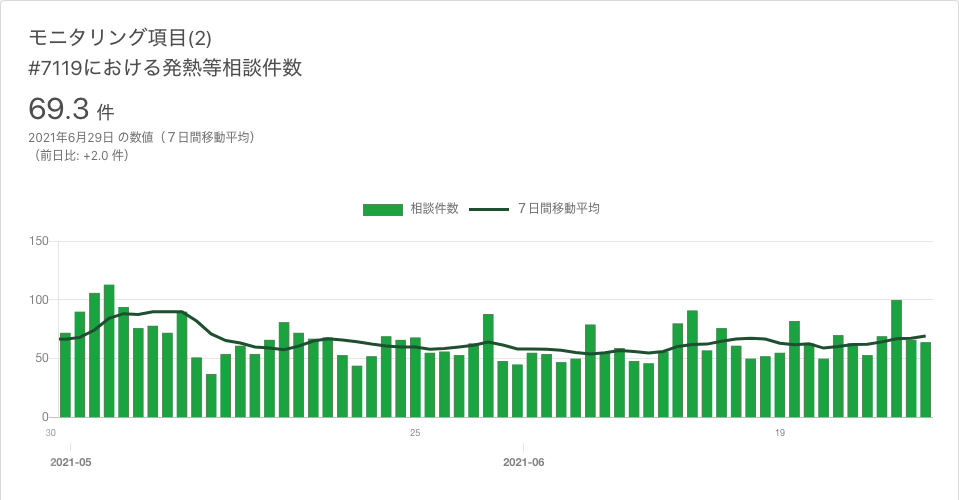 モニタリング項目(2)
#7119における発熱等相談件数
69.3 件
2021年6月29日 の数値（７日間移動平均）
（前日比: +2.0 件）
相談件数 ７日間移動平均
150
100
50
0
30 25 19
2021-05 2021-06